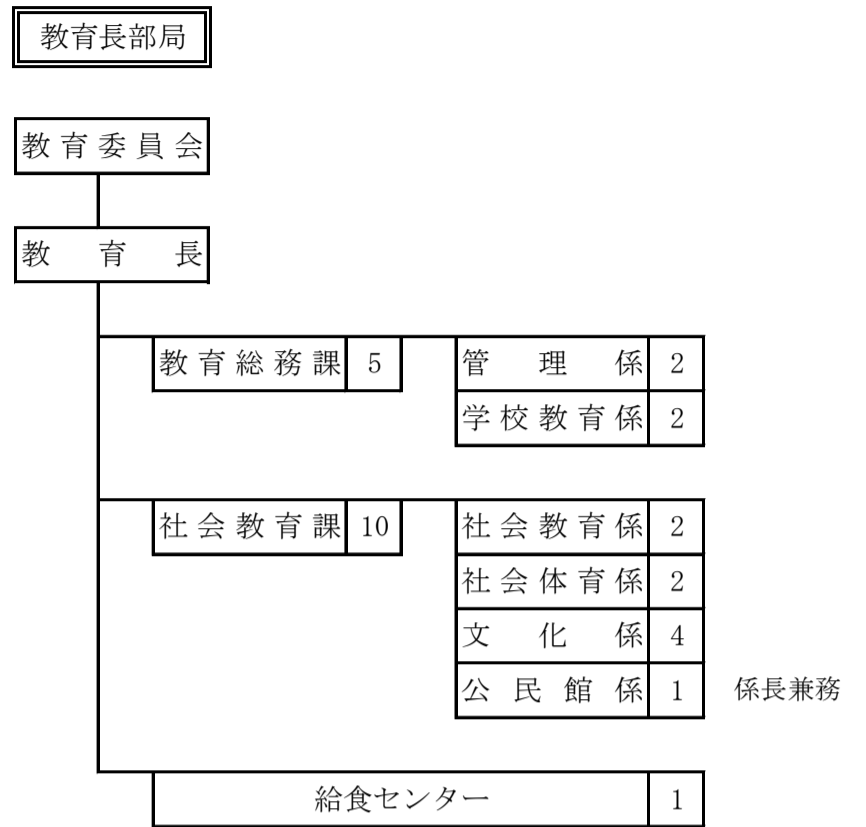 教育長部局
教育委員会
教育長
教育総務課 5 管理係 2
学校教育係 2
社会教育課 10 社会教育係 2
社会体育係 2
文化係 4
公民館係 1 係長兼務
給食センター 1